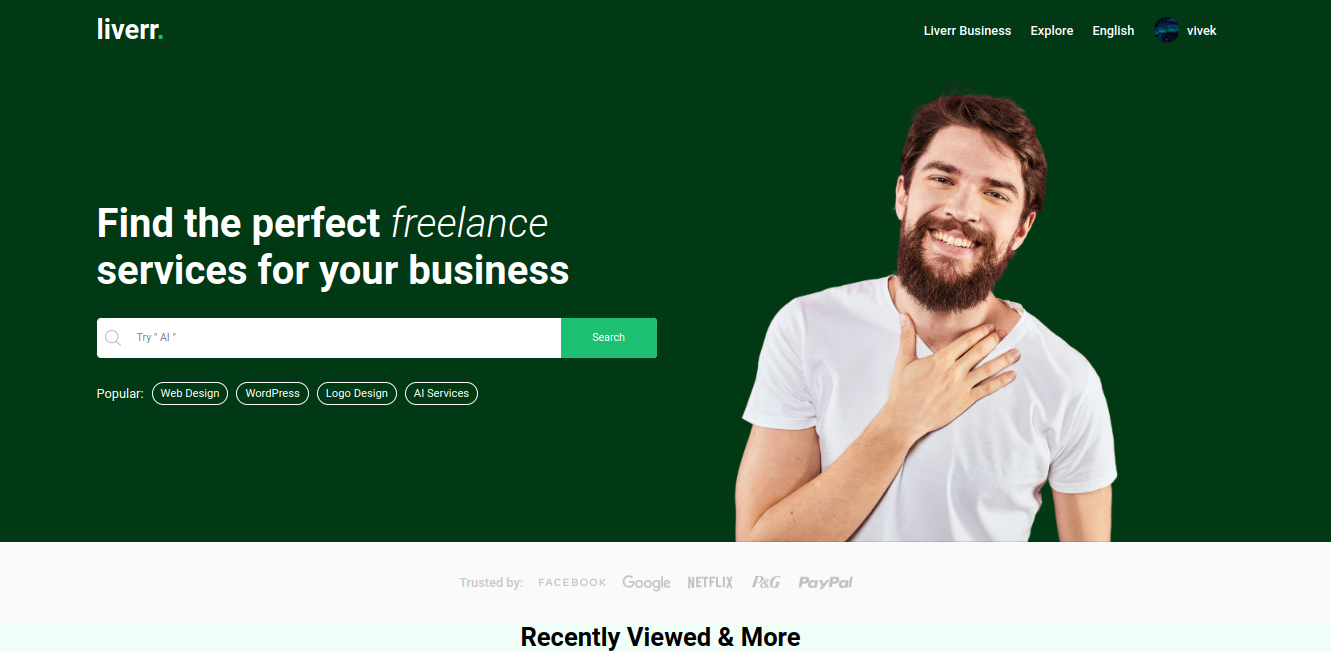 liverr.
Liverr Business Explore English vivek
Find the perfect freelance
services for your business
Try " AI "
Search
Popular: Web Design WordPress Logo Design AI Services
Trusted by: FACEBOOK Google NETFLIX P&G PayPal
Recently Viewed & More